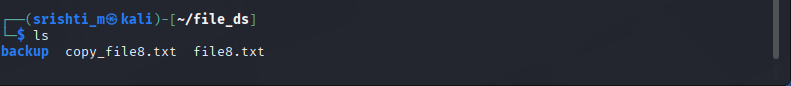 ┌──(srishti_m㉿kali)-[~/file_ds]
└─$ ls
backup  copy_file8.txt  file8.txt